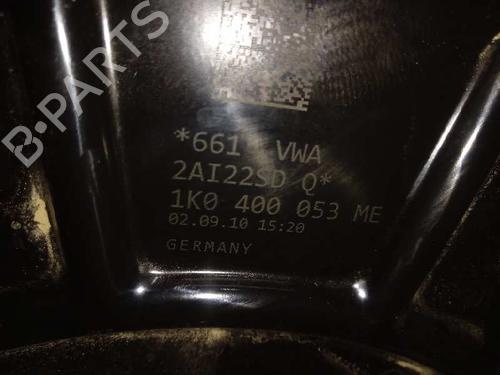 B-PARTS
*661 VWA
2AI22SD Q*
1K0 400 053 ME
02.09.10 15:20
GERMANY